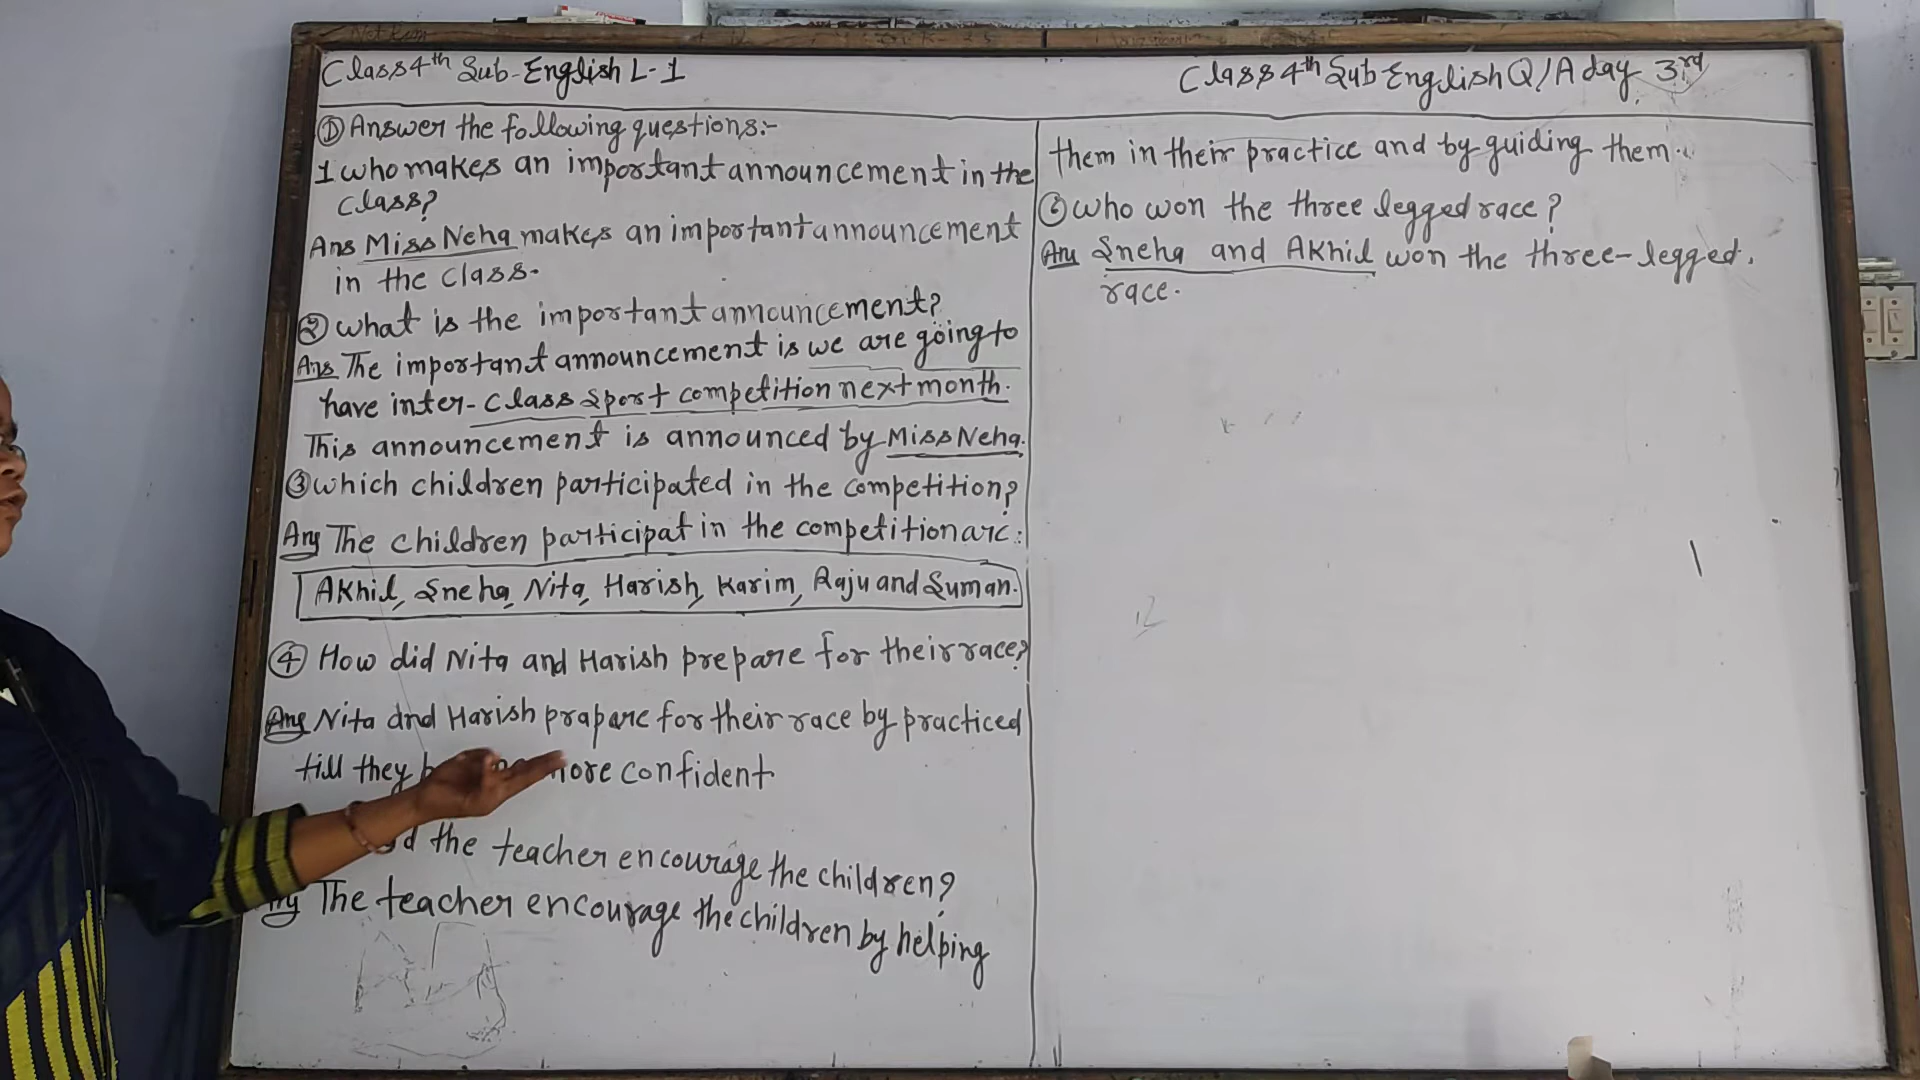 Class 4th Sub-English L-1
① Answer the following questions:-
1 who makes an important announcement in the
class?
Ans Miss Neha makes an important announcement
in the class.
② what is the important announcement?
Ans The important announcement is we are going to
have inter-class sport competition next month.
This announcement is announced by Miss Neha.
③ which children participated in the competition?
Ans The children participat in the competition are:
Akhil, Sneha, Nita, Harish, Karim, Raju and Suman.
④ How did Nita and Harish prepare for their race?
Ans Nita and Harish prapare for their race by practiced
till they more confident
the teacher encourage the children?
The teacher encourage the children by helping
Class 4th Sub English Q/A day 3rd
them in their practice and by guiding them.
⑥ who won the three legged race?
Ans Sneha and Akhil won the three-legged.
race.